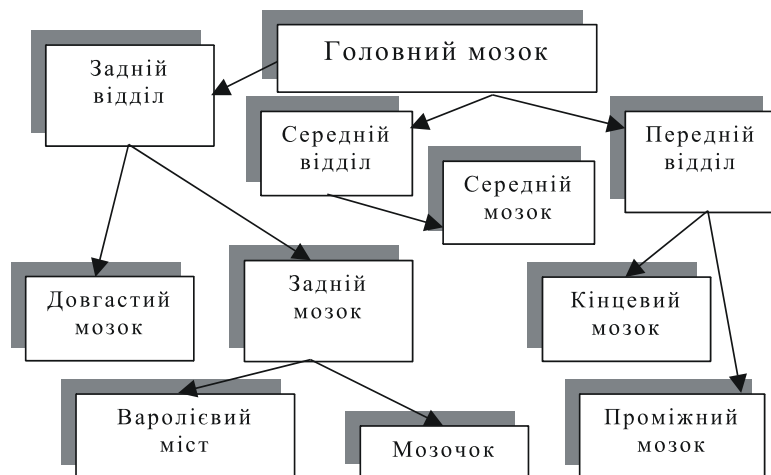 Головний мозок
Задній
відділ
Середній
відділ
Передній
відділ
Середній
мозок
Довгастий
мозок
Задній
мозок
Кінцевий
мозок
Варолієвий
міст
Мозочок
Проміжний
мозок